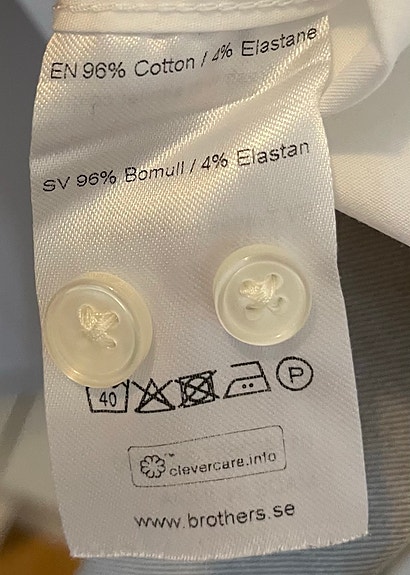 EN 96% Cotton / 4% Elastane
SV 96% Bomull / 4% Elastan
40 P
clevercare.info
www.brothers.se